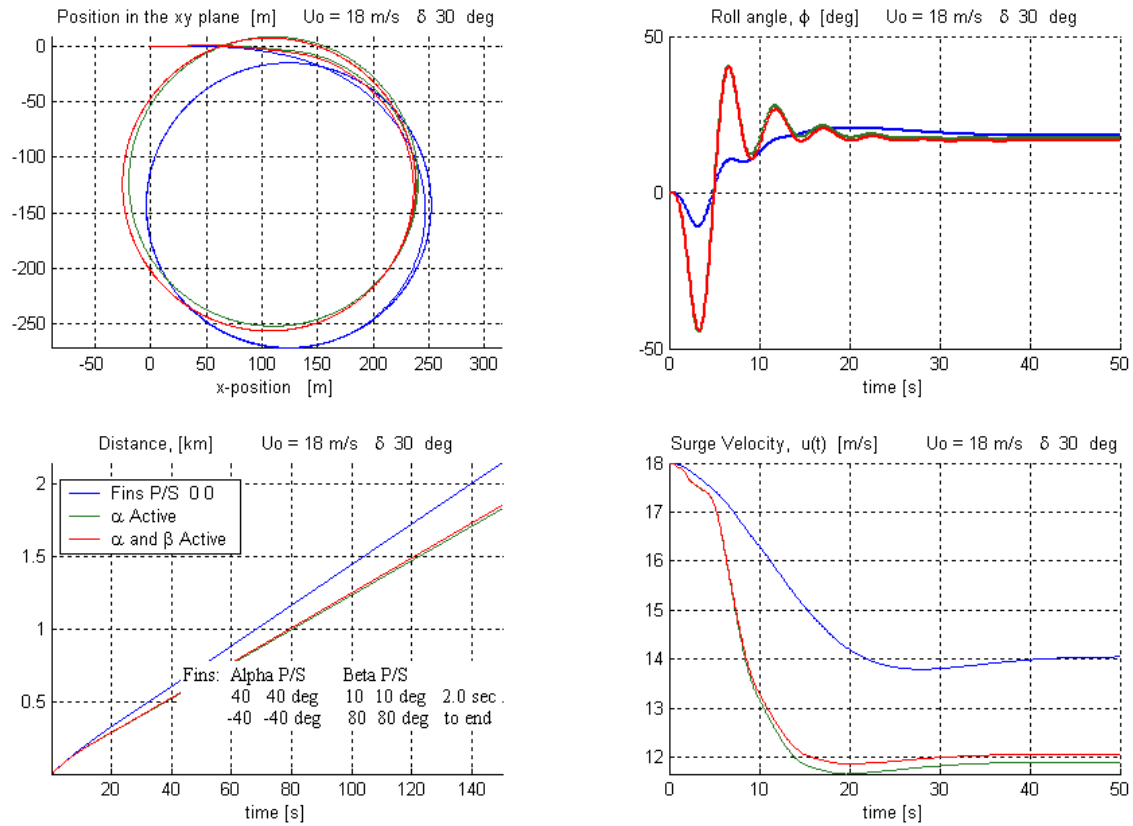 Position in the xy plane [m] Uo = 18 m/s δ 30 deg
0
-50
-100
-150
-200
-250
-50 0 50 100 150 200 250 300
x-position [m]
Roll angle, ϕ [deg] Uo = 18 m/s δ 30 deg
50
0
-50
0 10 20 30 40 50
time [s]
Distance, [km] Uo = 18 m/s δ 30 deg
2
1.5
1
0.5
Fins P/S 0 0
α Active
α and β Active
Fins: Alpha P/S Beta P/S
40 40 deg 10 10 deg 2.0 sec
-40 -40 deg 80 80 deg to end
20 40 60 80 100 120 140
time [s]
Surge Velocity, u(t) [m/s] Uo = 18 m/s δ 30 deg
18
17
16
15
14
13
12
0 10 20 30 40 50
time [s]